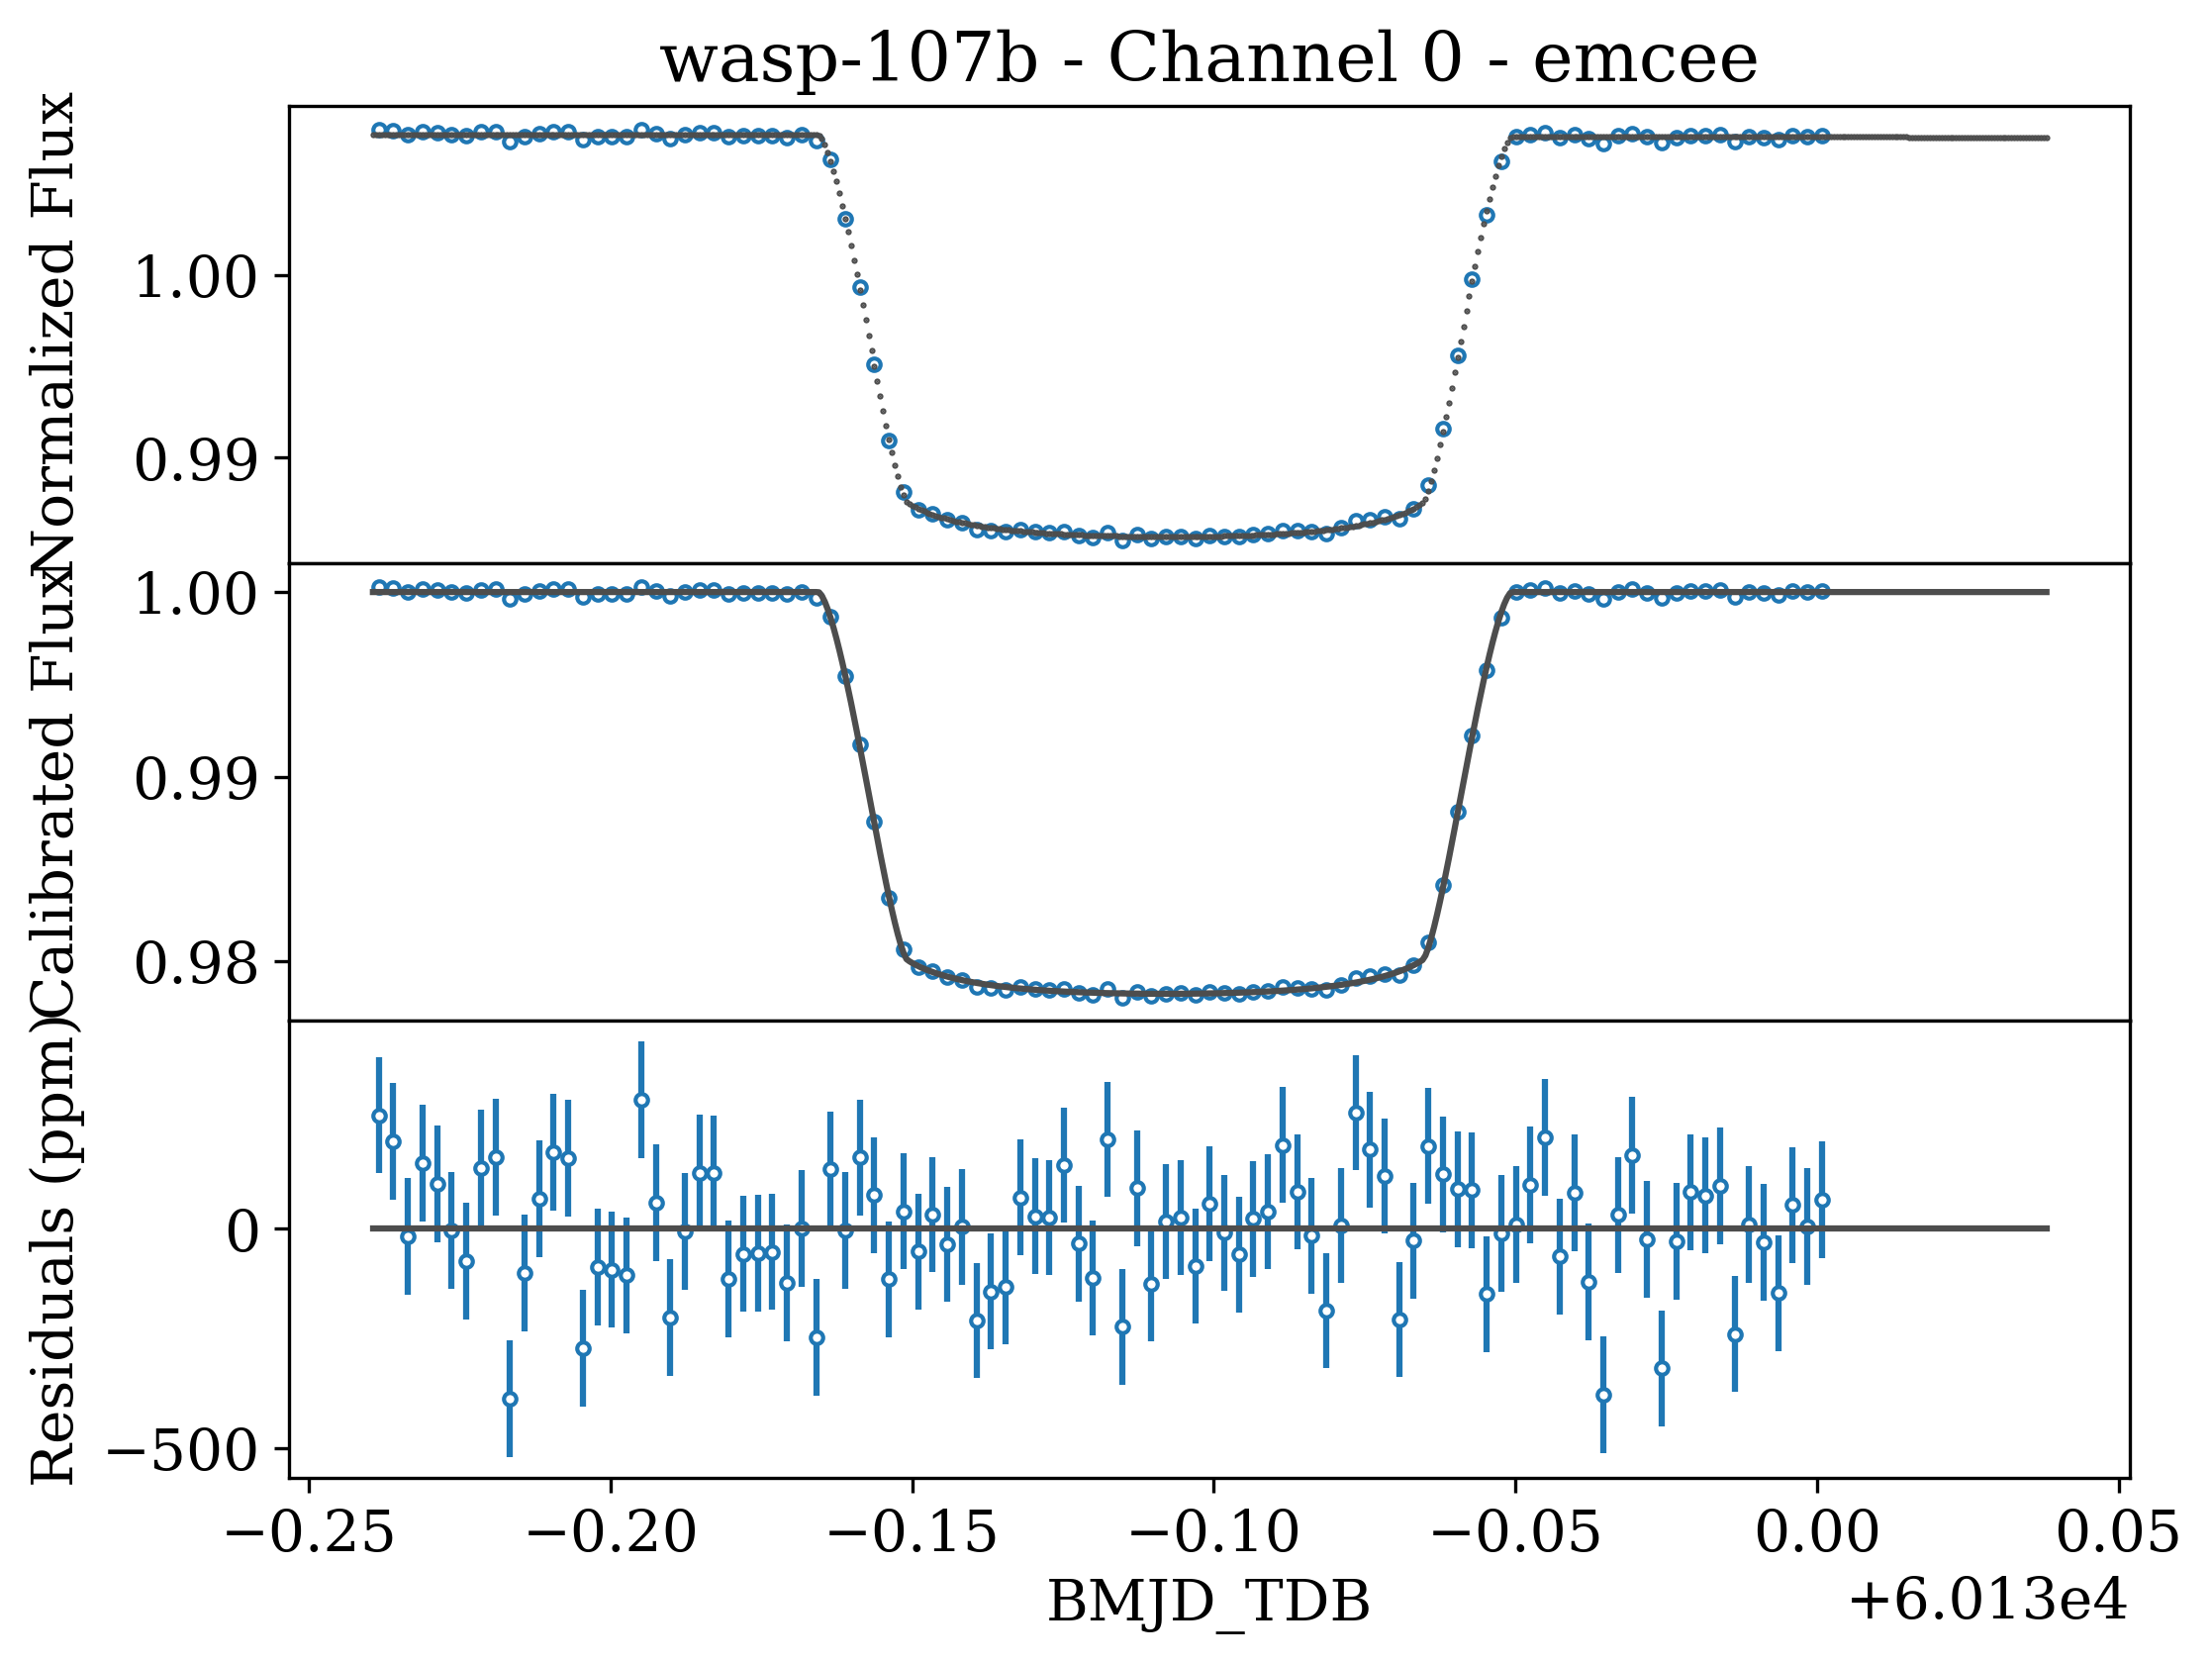 wasp-107b - Channel 0 - emcee
Normalized Flux
1.00
0.99
Calibrated Flux
1.00
0.99
0.98
Residuals (ppm)
0
−500
−0.25 −0.20 −0.15 −0.10 −0.05 0.00 0.05
BMJD_TDB
+6.013e4